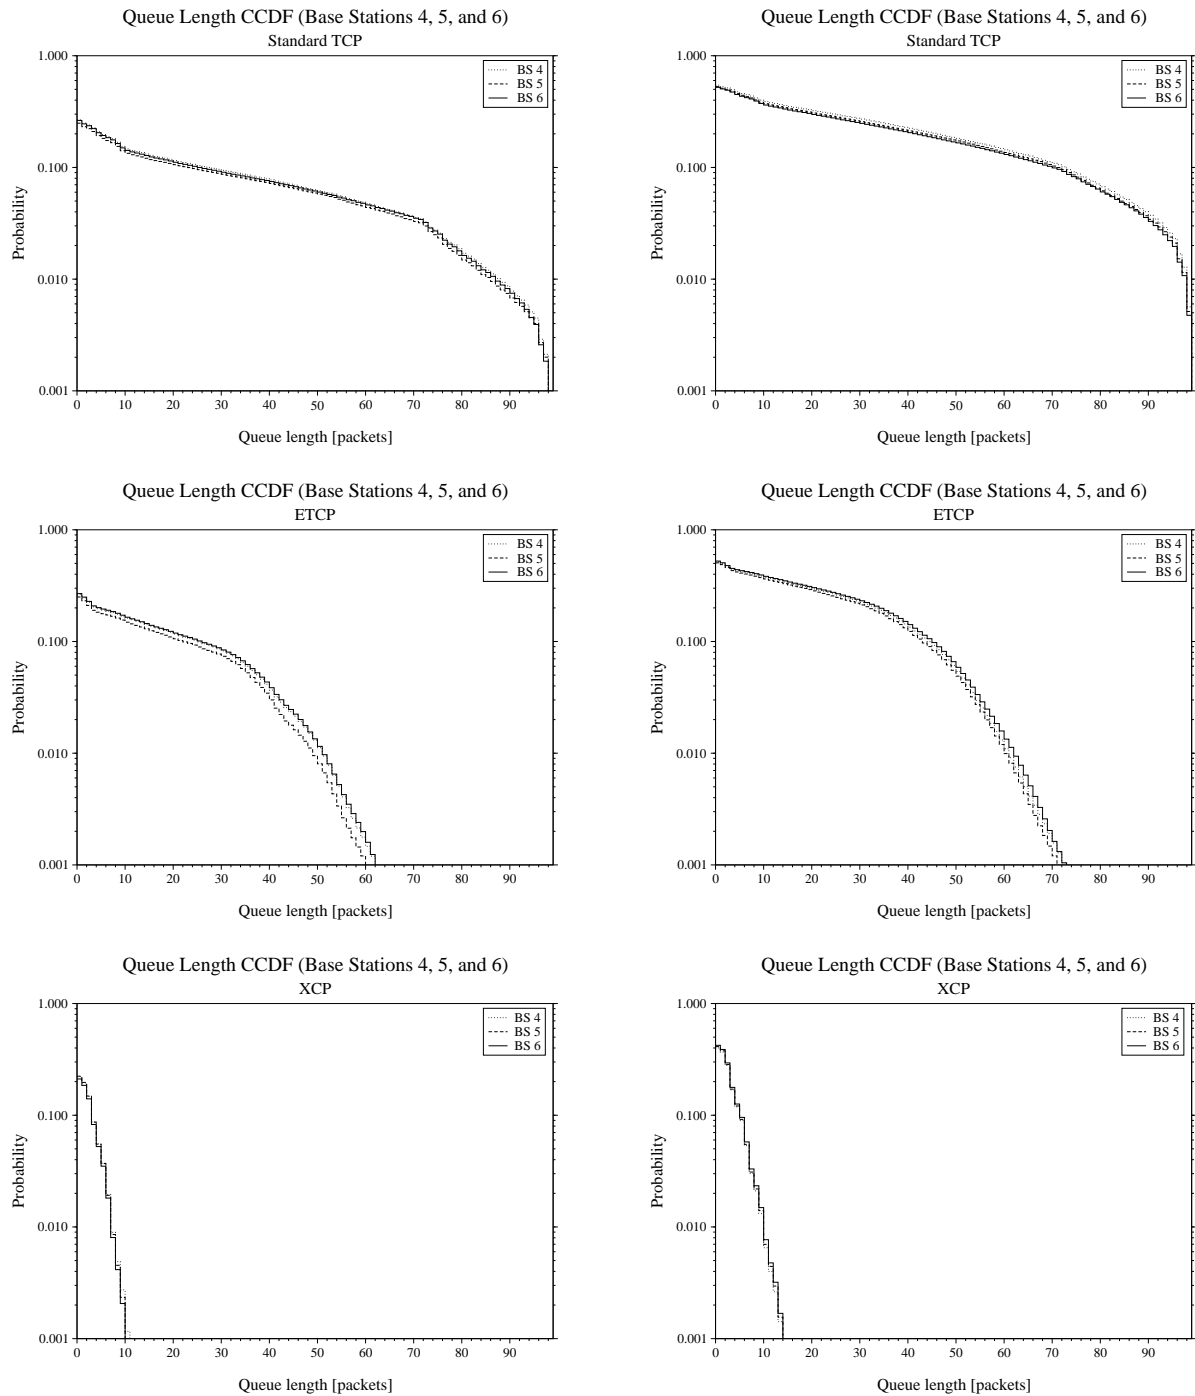 Queue Length CCDF (Base Stations 4, 5, and 6)
Standard TCP
1.000
0.100
0.010
0.001
Probability
BS 4
BS 5
BS 6
0 10 20 30 40 50 60 70 80 90
Queue length [packets]
Queue Length CCDF (Base Stations 4, 5, and 6)
Standard TCP
1.000
0.100
0.010
0.001
Probability
BS 4
BS 5
BS 6
0 10 20 30 40 50 60 70 80 90
Queue length [packets]
Queue Length CCDF (Base Stations 4, 5, and 6)
ETCP
1.000
0.100
0.010
0.001
Probability
BS 4
BS 5
BS 6
0 10 20 30 40 50 60 70 80 90
Queue length [packets]
Queue Length CCDF (Base Stations 4, 5, and 6)
ETCP
1.000
0.100
0.010
0.001
Probability
BS 4
BS 5
BS 6
0 10 20 30 40 50 60 70 80 90
Queue length [packets]
Queue Length CCDF (Base Stations 4, 5, and 6)
XCP
1.000
0.100
0.010
0.001
Probability
BS 4
BS 5
BS 6
0 10 20 30 40 50 60 70 80 90
Queue length [packets]
Queue Length CCDF (Base Stations 4, 5, and 6)
XCP
1.000
0.100
0.010
0.001
Probability
BS 4
BS 5
BS 6
0 10 20 30 40 50 60 70 80 90
Queue length [packets]